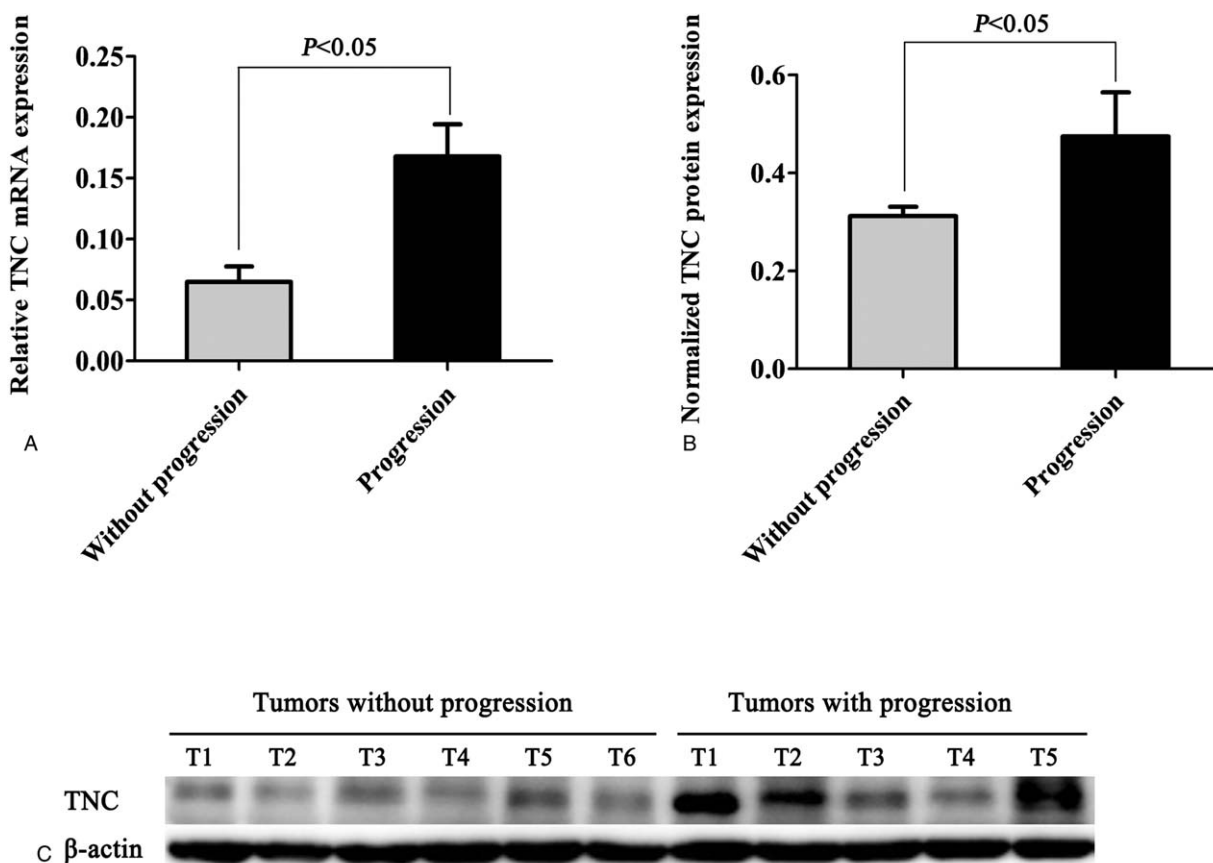 P<0.05
0.25
0.20
0.15
0.10
0.05
0.00
Relative TNC mRNA expression
Without progression
Progression
A
P<0.05
0.6
0.4
0.2
0.0
Normalized TNC protein expression
Without progression
Progression
B
Tumors without progression Tumors with progression
T1 T2 T3 T4 T5 T6 T1 T2 T3 T4 T5
TNC
C β-actin